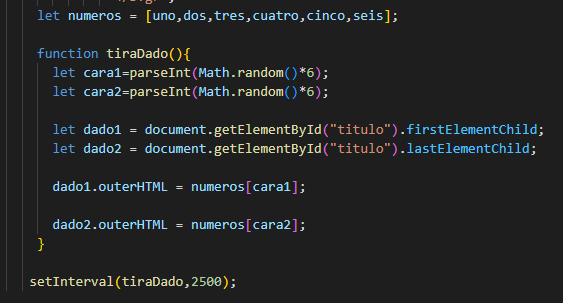 let numeros = [uno,dos,tres,cuatro,cinco,seis];
function tiraDado(){
let cara1=parseInt(Math.random()*6);
let cara2=parseInt(Math.random()*6);
let dado1 = document.getElementById("titulo").firstElementChild;
let dado2 = document.getElementById("titulo").lastElementChild;
dado1.outerHTML = numeros[cara1];
dado2.outerHTML = numeros[cara2];
}
setInterval(tiraDado,2500);